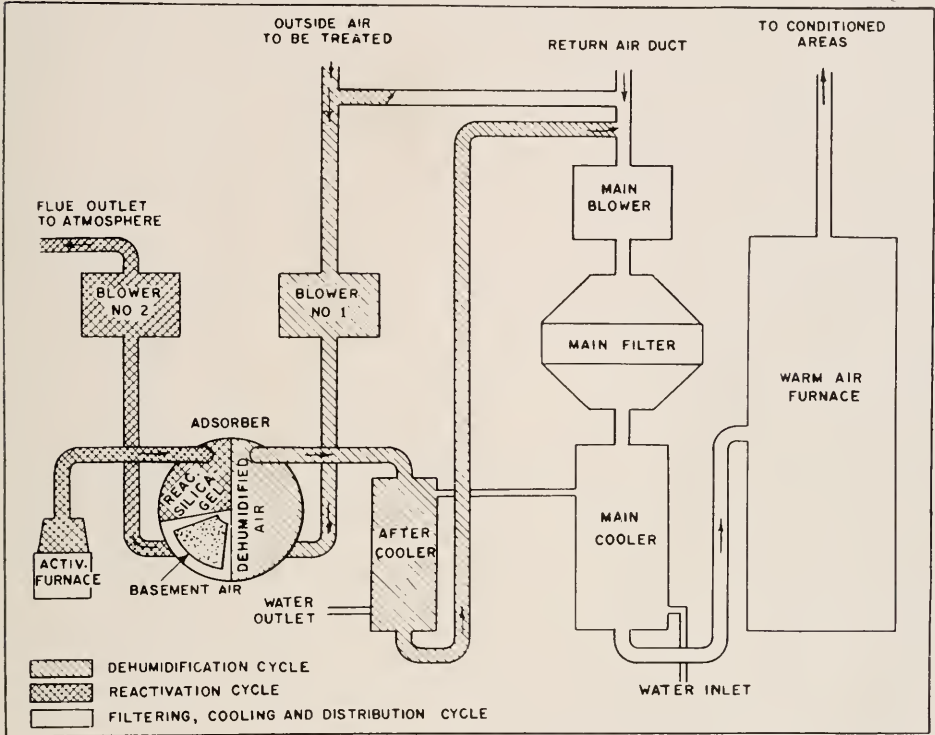 OUTSIDE AIR
TO BE TREATED
RETURN AIR DUCT
TO CONDITIONED
AREAS
FLUE OUTLET
TO ATMOSPHERE
MAIN
BLOWER
BLOWER
NO 2
BLOWER
NO 1
MAIN FILTER
WARM AIR
FURNACE
ADSORBER
REACT.
SILICA
GEL
DEHUMIDIFIED
AIR
AFTER
COOLER
MAIN
COOLER
ACTIV.
FURNACE
BASEMENT AIR
WATER
OUTLET
WATER INLET
DEHUMIDIFICATION CYCLE
REACTIVATION CYCLE
FILTERING, COOLING AND DISTRIBUTION CYCLE